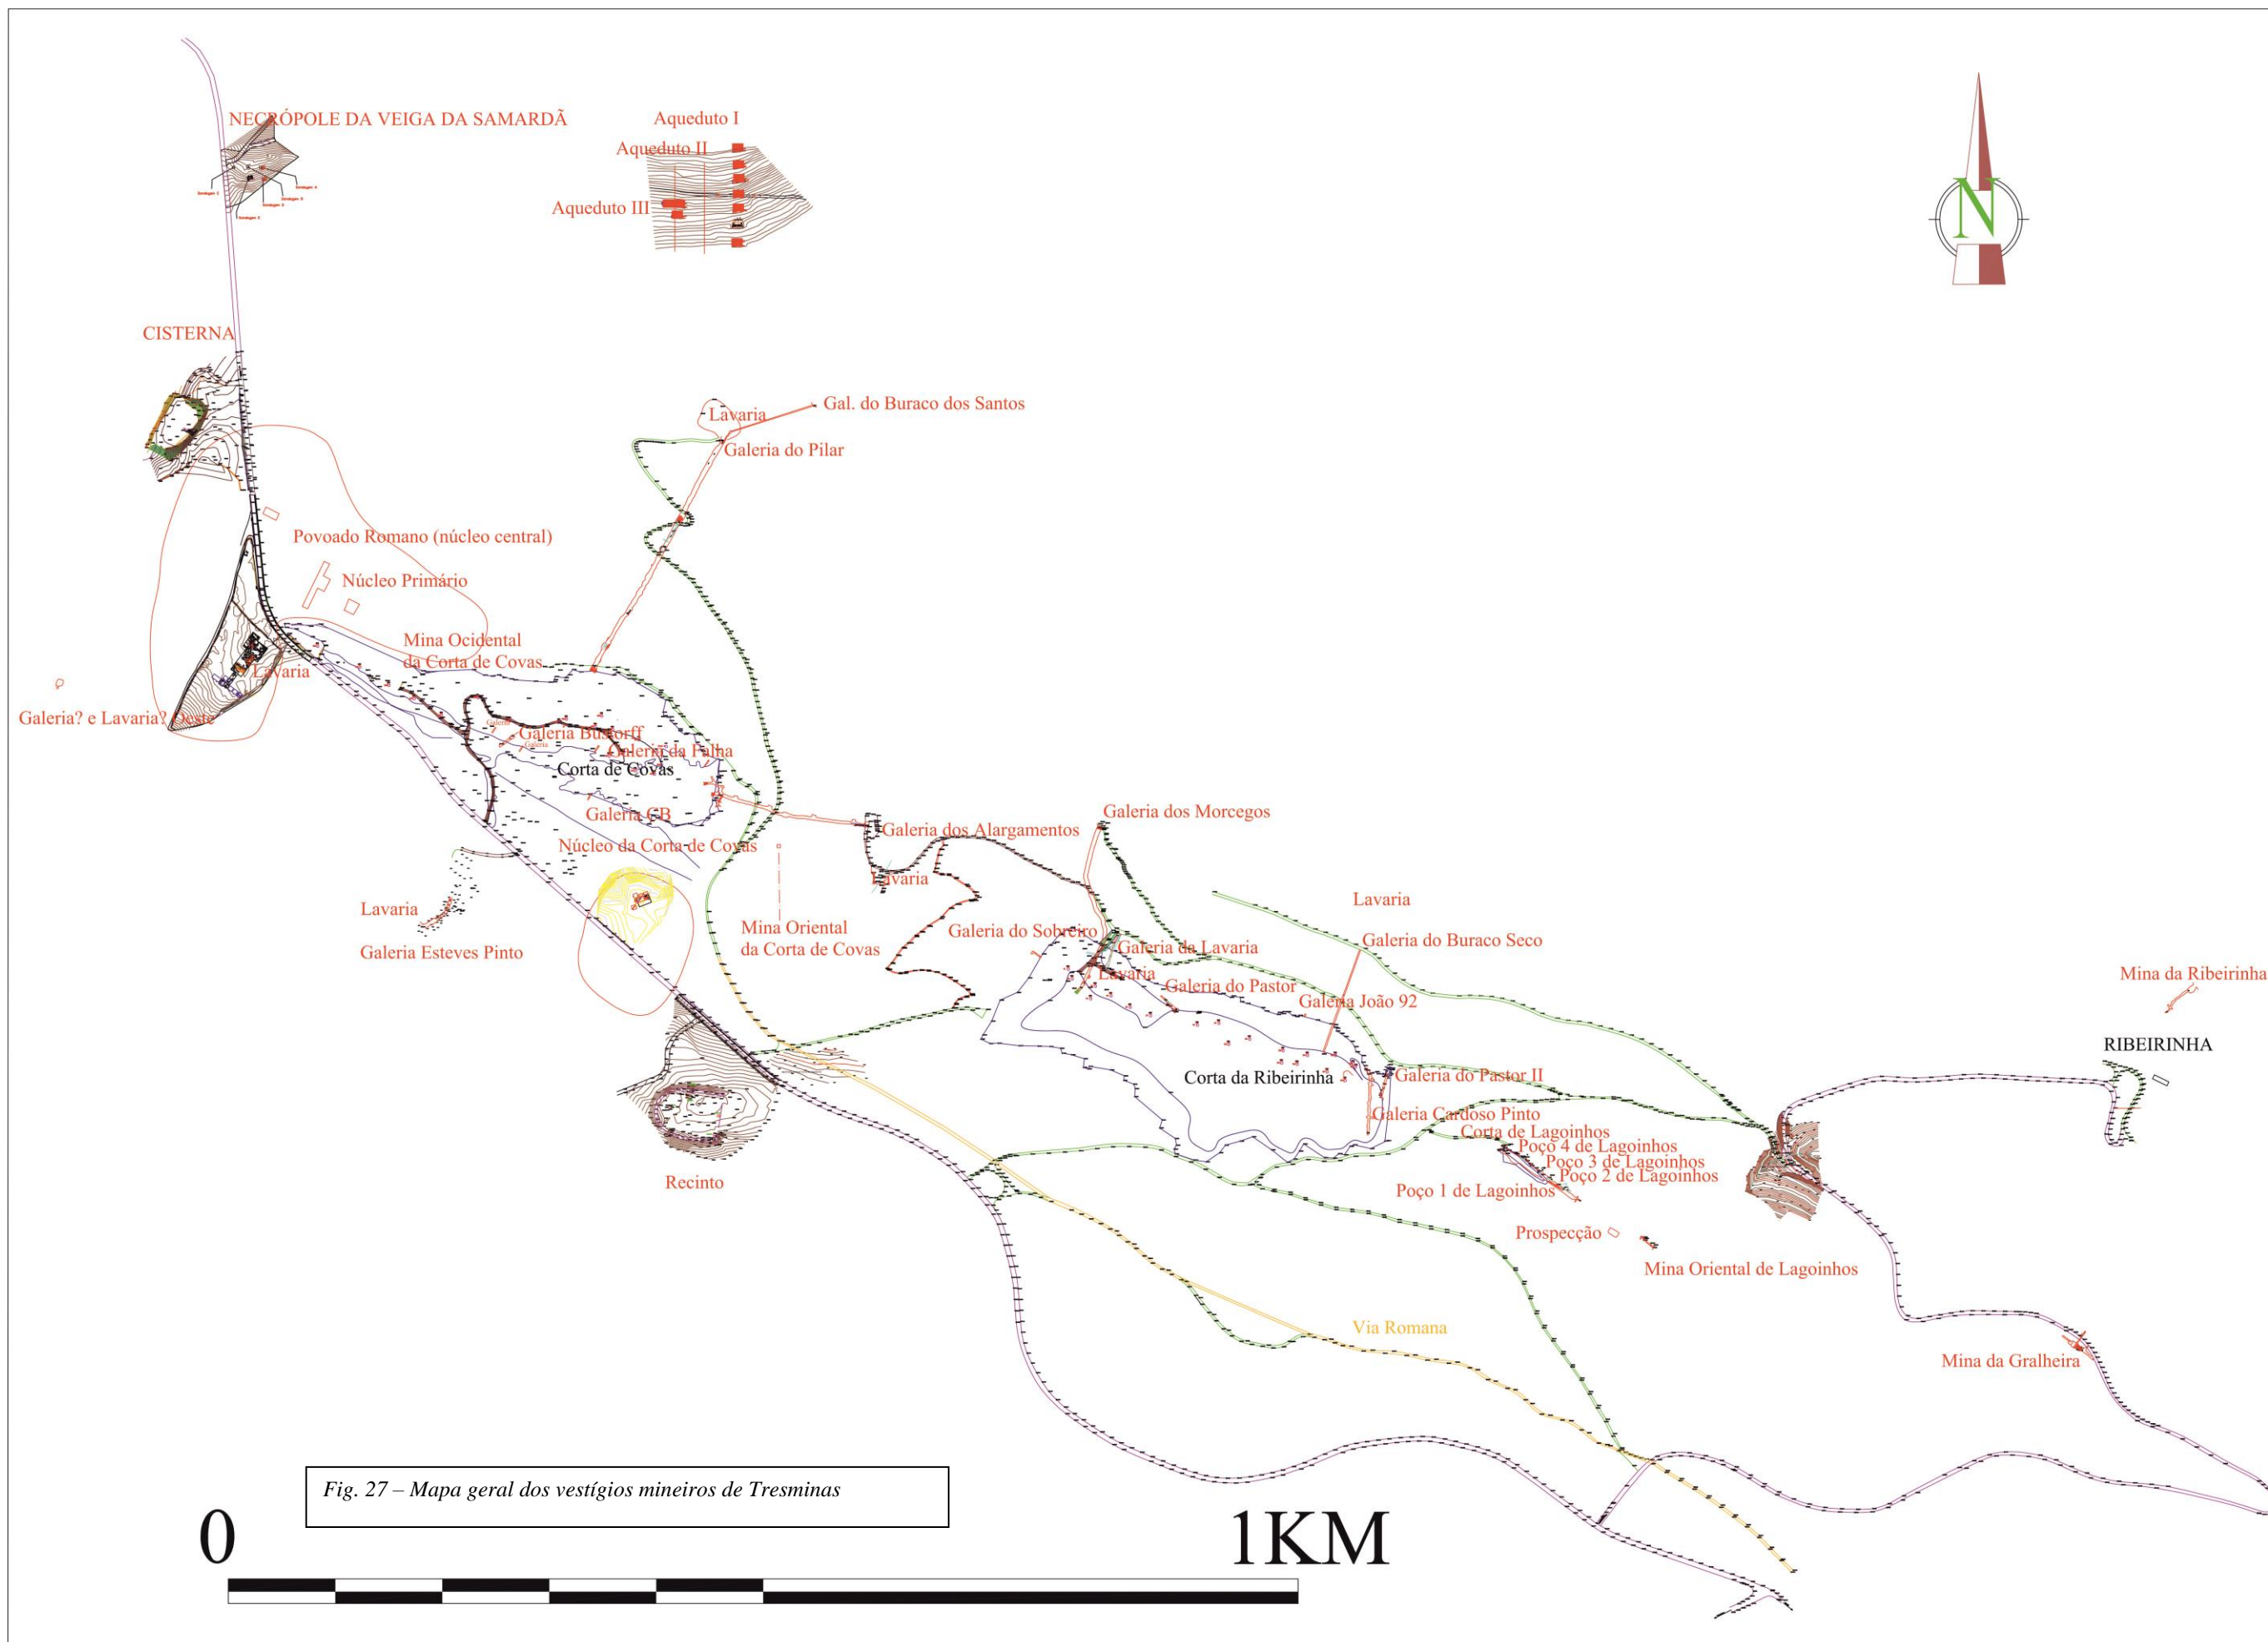 NECRÓPOLE DA VEIGA DA SAMARDÃ
Aqueduto I
Aqueduto II
Aqueduto III
N
CISTERNA
Lavaria
Gal. do Buraco dos Santos
Galeria do Pilar
Povoado Romano (núcleo central)
Núcleo Primário
Mina Ocidental
da Corta de Covas
Lavaria
Galeria? e Lavaria? Oeste
Galeria
Galeria Bustorff
Galeria
Galeria da Falha
Corta de Covas
Galeria CB
Núcleo da Corta de Covas
Galeria dos Alargamentos
Lavaria
Galeria dos Morcegos
Lavaria
Galeria Esteves Pinto
Mina Oriental
da Corta de Covas
Galeria do Sobreiro
Galeria da Lavaria
Lavaria
Galeria do Pastor
Lavaria
Galeria do Buraco Seco
Galeria João 92
Mina da Ribeirinha
RIBEIRINHA
Corta da Ribeirinha
Galeria do Pastor II
Galeria Cardoso Pinto
Corta de Lagoinhos
Poço 4 de Lagoinhos
Poço 3 de Lagoinhos
Poço 2 de Lagoinhos
Poço 1 de Lagoinhos
Recinto
Prospecção
Mina Oriental de Lagoinhos
Via Romana
Mina da Gralheira
Fig. 27 – Mapa geral dos vestígios mineiros de Tresminas
0
1KM